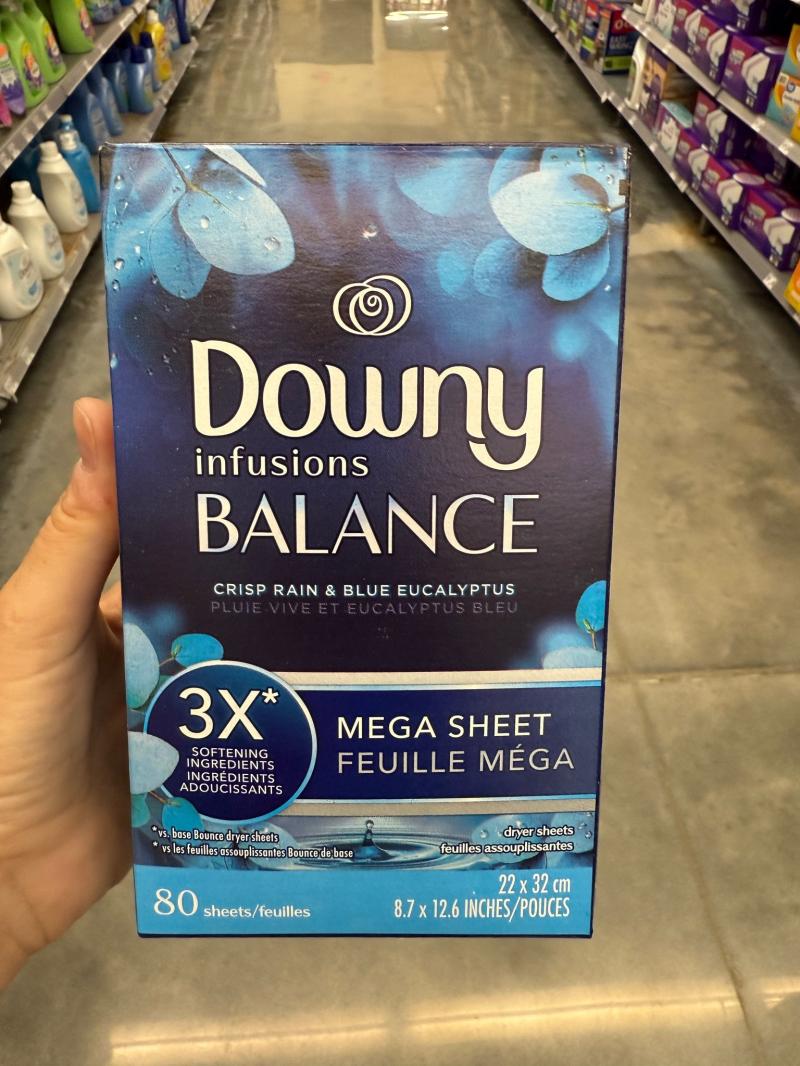 Downy
infusions
BALANCE
CRISP RAIN & BLUE EUCALYPTUS
PLUIE VIVE ET EUCALYPTUS BLEU
3X*
SOFTENING
INGREDIENTS
INGRÉDIENTS
ADOUCISSANTS
MEGA SHEET
FEUILLE MÉGA
*vs. base Bounce dryer sheets
* vs les feuilles assouplissantes Bounce de base
dryer sheets
feuilles assouplissantes
80 sheets/feuilles
22 x 32 cm
8.7 x 12.6 INCHES/POUCES